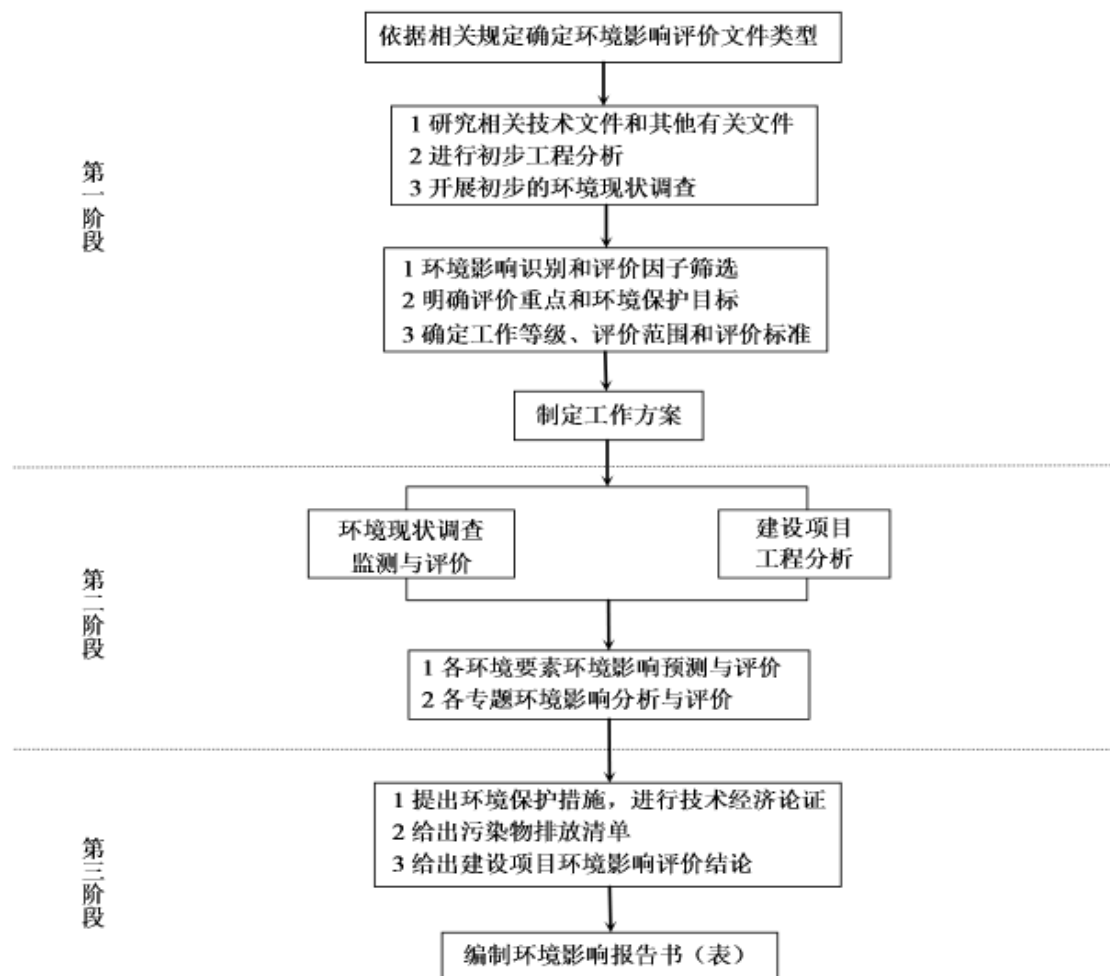 依据相关规定确定环境影响评价文件类型
第一阶段
1 研究相关技术文件和其他有关文件
2 进行初步工程分析
3 开展初步的环境现状调查
1 环境影响识别和评价因子筛选
2 明确评价重点和环境保护目标
3 确定工作等级、评价范围和评价标准
制定工作方案
第二阶段
环境现状调查
监测与评价
建设项目
工程分析
1 各环境要素环境影响预测与评价
2 各专题环境影响分析与评价
第三阶段
1 提出环境保护措施，进行技术经济论证
2 给出污染物排放清单
3 给出建设项目环境影响评价结论
编制环境影响报告书（表）